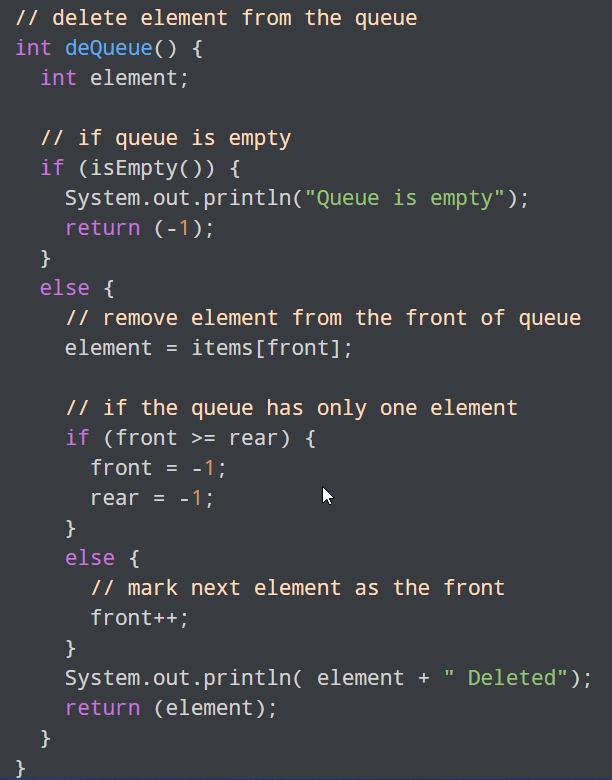 // delete element from the queue
int deQueue() {
int element;
// if queue is empty
if (isEmpty()) {
System.out.println("Queue is empty");
return (-1);
}
else {
// remove element from the front of queue
element = items[front];
// if the queue has only one element
if (front >= rear) {
front = -1;
rear = -1;
}
else {
// mark next element as the front
front++;
}
System.out.println( element + " Deleted");
return (element);
}
}